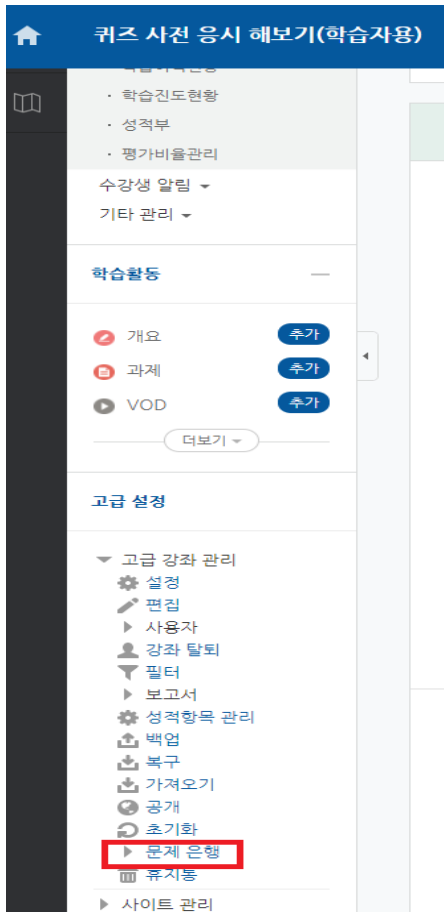 퀴즈 사전 응시 해보기(학습자용)
· 학습진도현황
· 성적부
· 평가비율관리
수강생 알림
기타 관리
학습활동
개요 추가
과제 추가
VOD 추가
더보기
고급 설정
고급 강좌 관리
설정
편집
사용자
강좌 탈퇴
필터
보고서
성적항목 관리
백업
복구
가져오기
공개
초기화
문제 은행
휴지통
사이트 관리